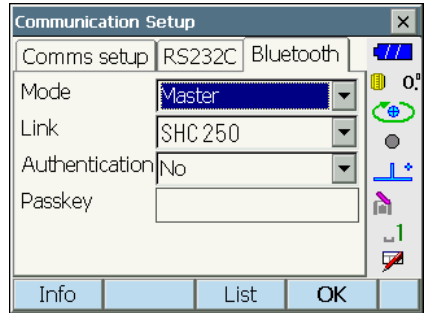 Communication Setup
Comms setup RS232C Bluetooth
Mode Master
0."
Link SHC250
Authentication No
Passkey
1
Info List OK